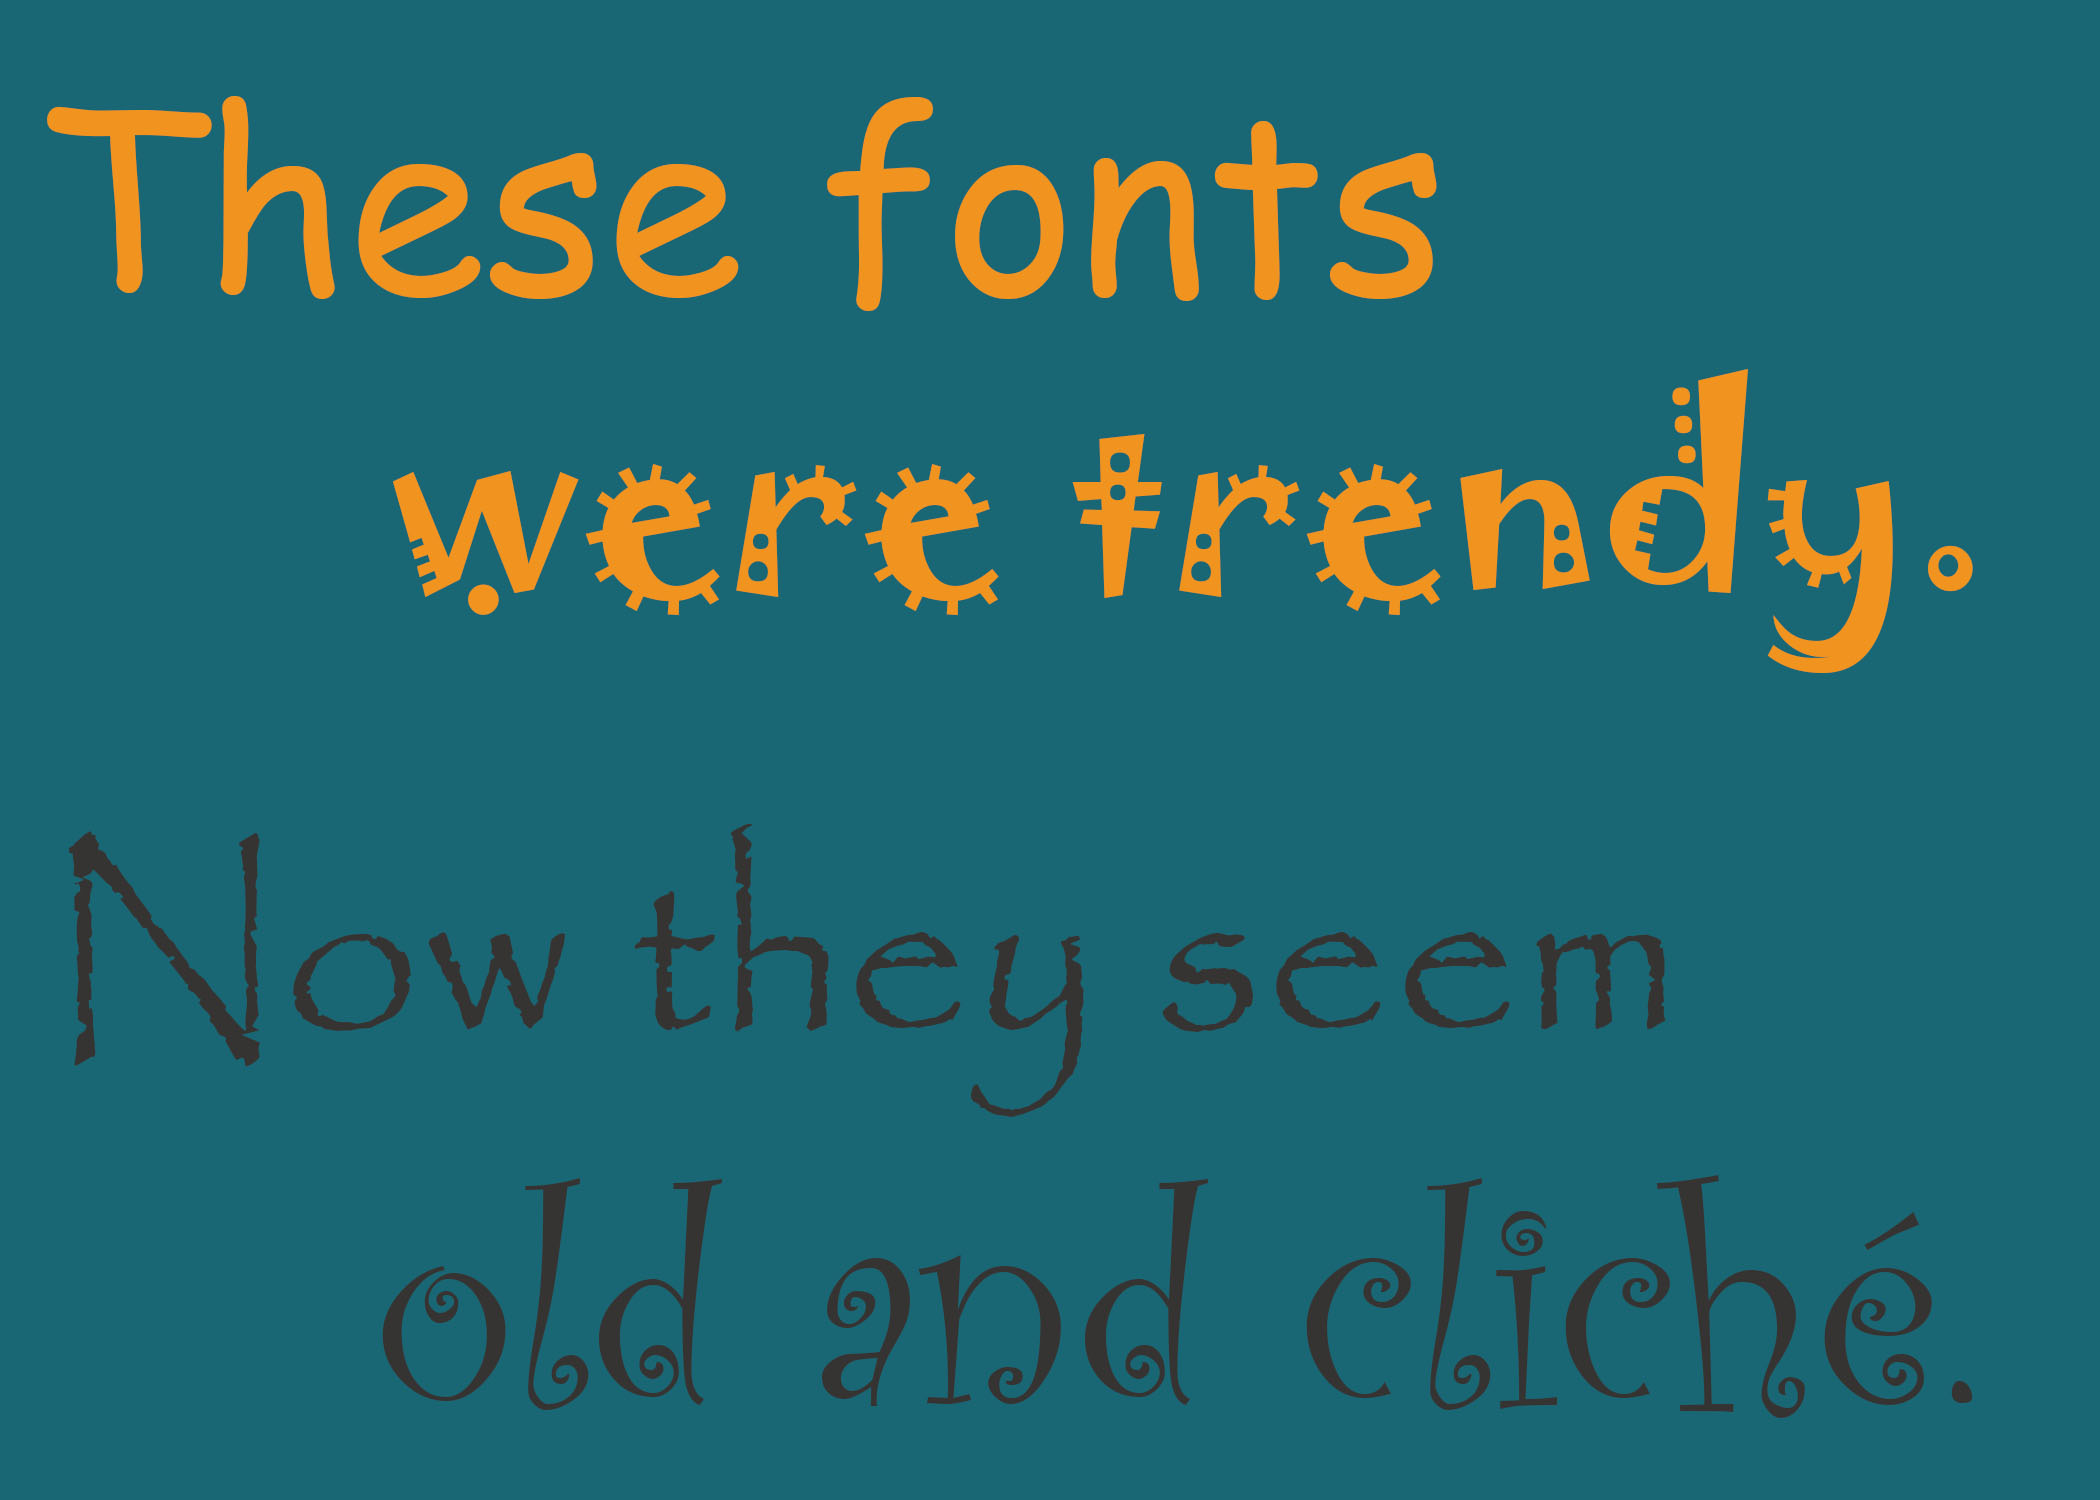 These fonts
were trendy.
Now they seem
old and cliché.